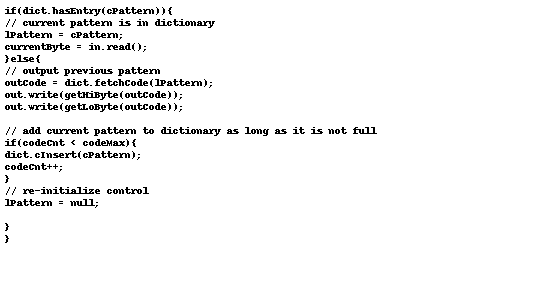 if(dict.hasEntry(cPattern)){
// current pattern is in dictionary
lPattern = cPattern;
currentByte = in.read();
}else{
// output previous pattern
outCode = dict.fetchCode(lPattern);
out.write(getHiByte(outCode));
out.write(getLoByte(outCode));
// add current pattern to dictionary as long as it is not full
if(codeCnt < codeMax){
dict.cInsert(cPattern);
codeCnt++;
}
// re-initialize control
lPattern = null;
}
}